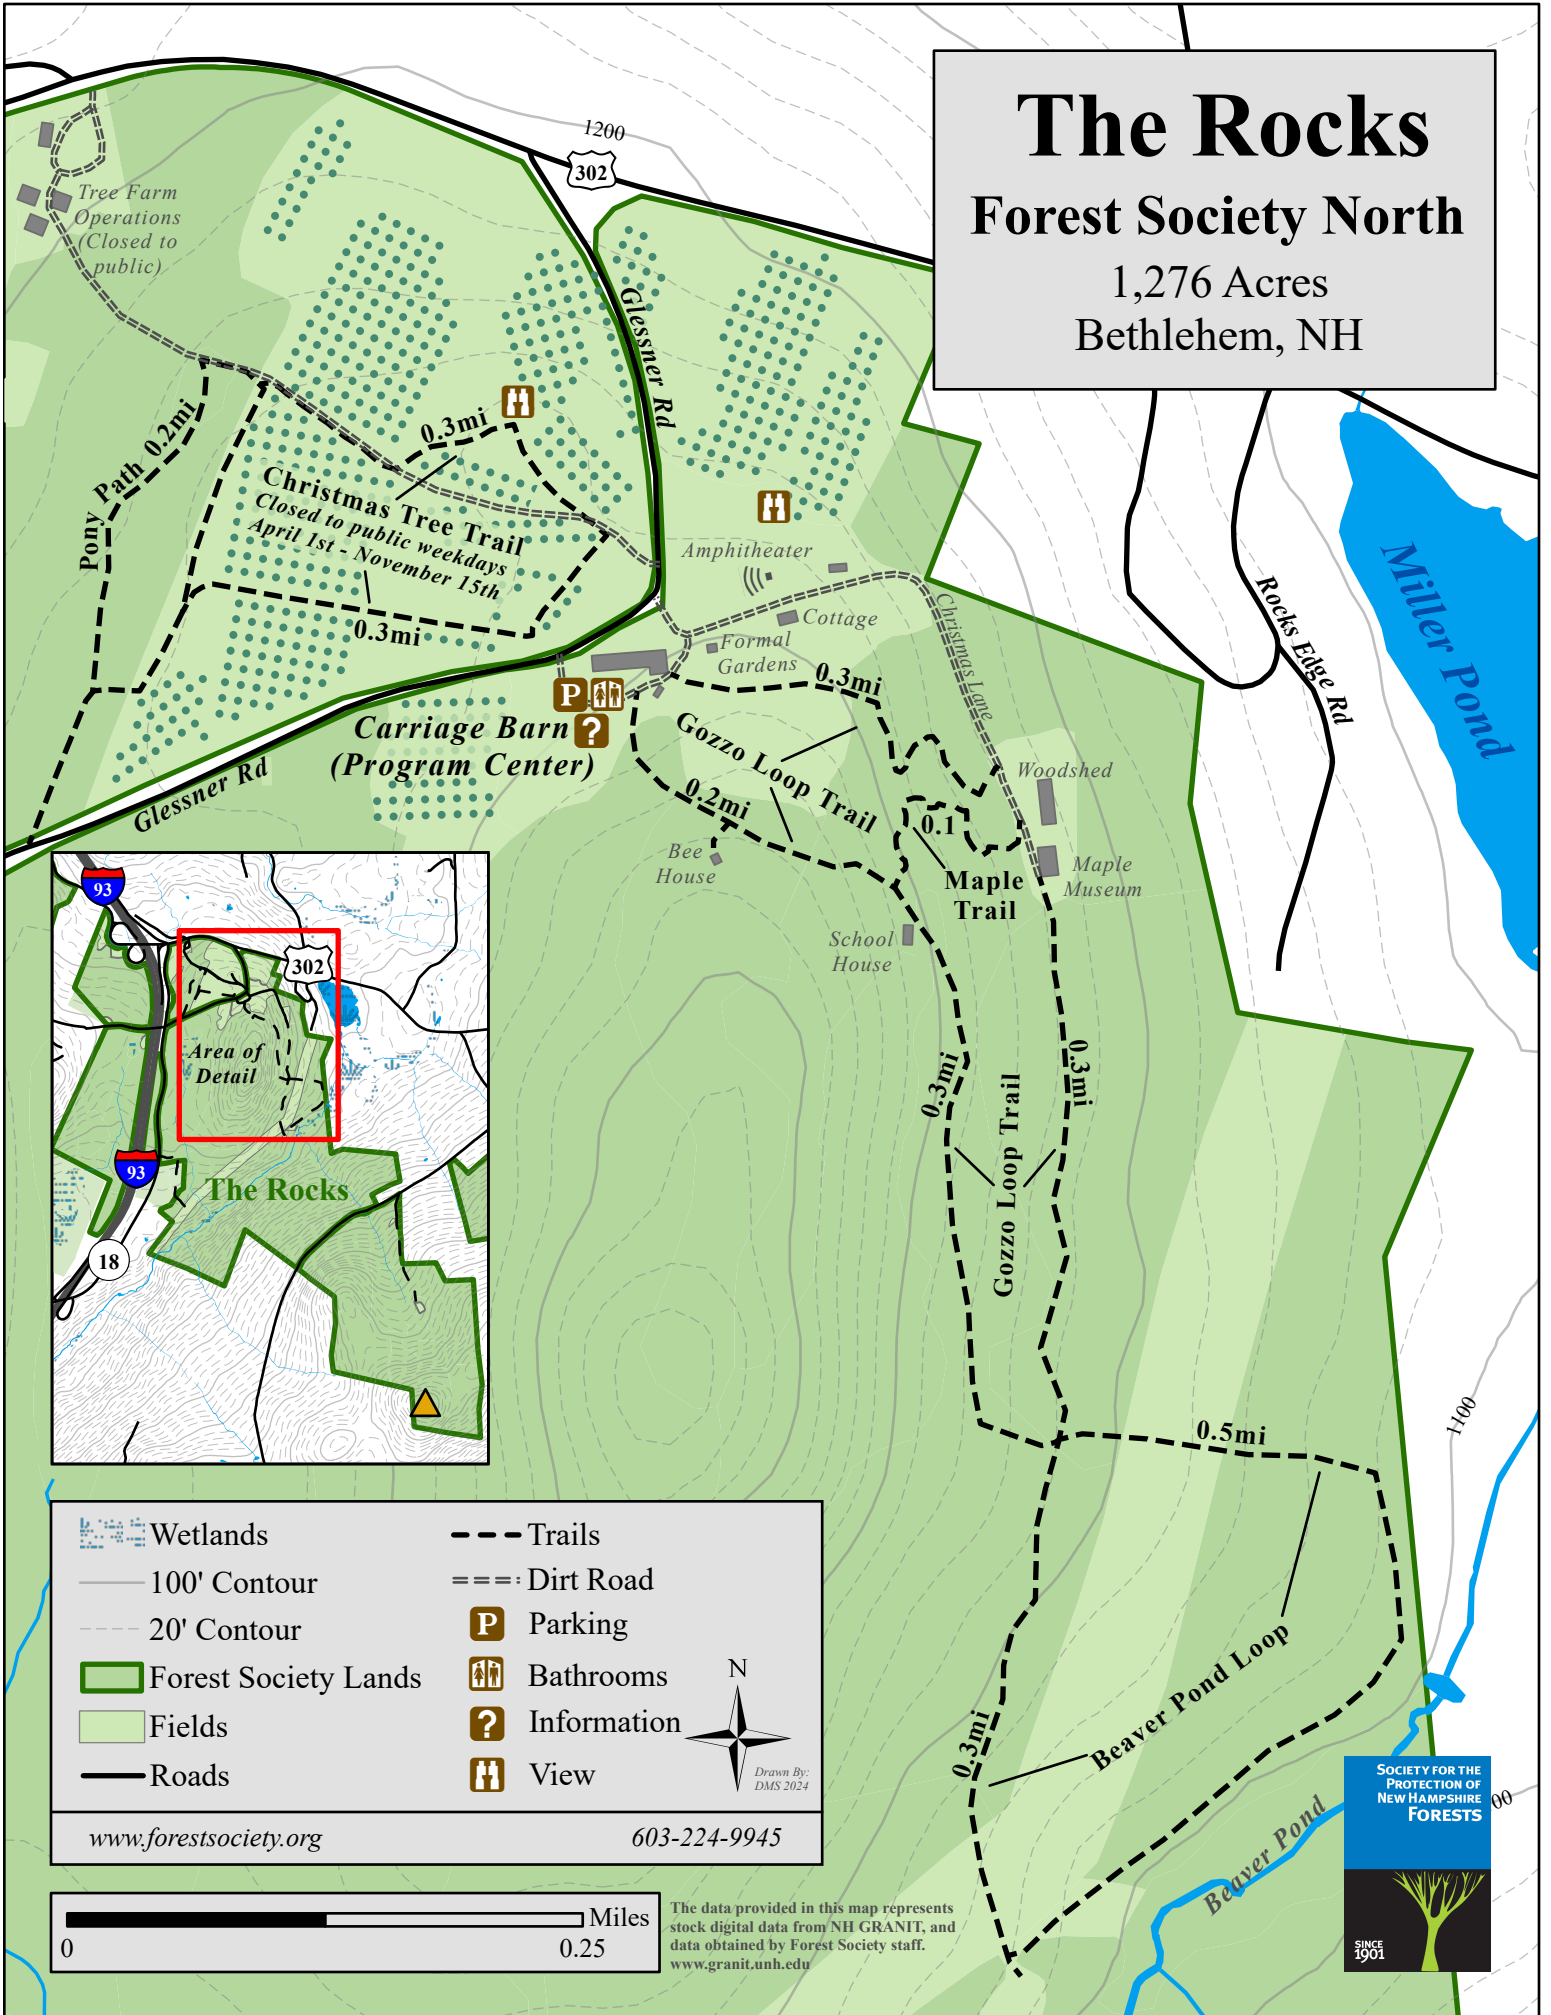 The Rocks
Forest Society North
1,276 Acres
Bethlehem, NH
1200
302
Tree Farm
Operations
(Closed to
public)
Glessner Rd
0.3mi
Pony Path 0.2mi
Christmas Tree Trail
Closed to public weekdays
April 1st - November 15th
0.3mi
Amphitheater
Cottage
Formal
Gardens
Christmas Lane
Miller Pond
Rocks Edge Rd
P
?
Carriage Barn
(Program Center)
Glessner Rd
0.3mi
Gozzo Loop Trail
0.2mi
0.1
Woodshed
Bee
House
Maple
Trail
Maple
Museum
School
House
93
302
Area of
Detail
93
The Rocks
18
0.3mi
0.3mi
Gozzo Loop Trail
0.5mi
1100
Beaver Pond Loop
0.3mi
Beaver Pond
00
Wetlands
100' Contour
20' Contour
Forest Society Lands
Fields
Roads
Trails
Dirt Road
P Parking
Bathrooms
? Information
View
N
Drawn By:
DMS 2024
www.forestsociety.org
603-224-9945
Miles
0
0.25
The data provided in this map represents
stock digital data from NH GRANIT, and
data obtained by Forest Society staff.
www.granit.unh.edu
SOCIETY FOR THE
PROTECTION OF
NEW HAMPSHIRE
FORESTS
SINCE
1901